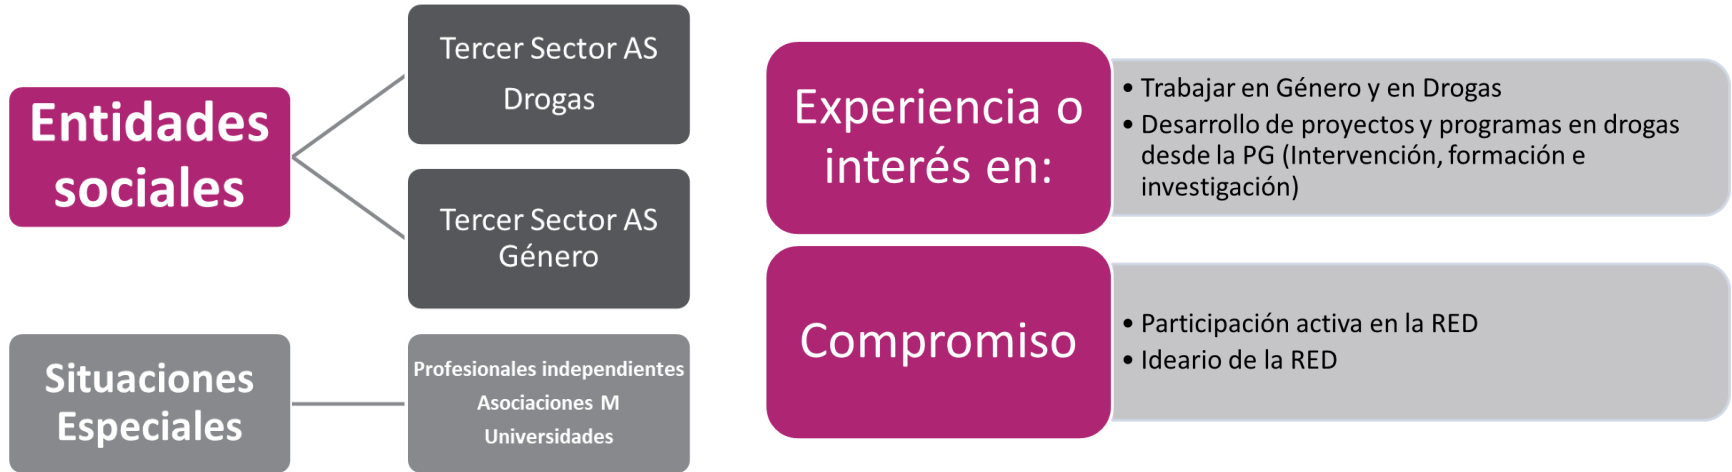 Entidades
sociales
Tercer Sector AS
Drogas
Tercer Sector AS
Género
Situaciones
Especiales
Profesionales independientes
Asociaciones M
Universidades
Experiencia o
interés en:
• Trabajar en Género y en Drogas
• Desarrollo de proyectos y programas en drogas
desde la PG (Intervención, formación e
investigación)
Compromiso
• Participación activa en la RED
• Ideario de la RED